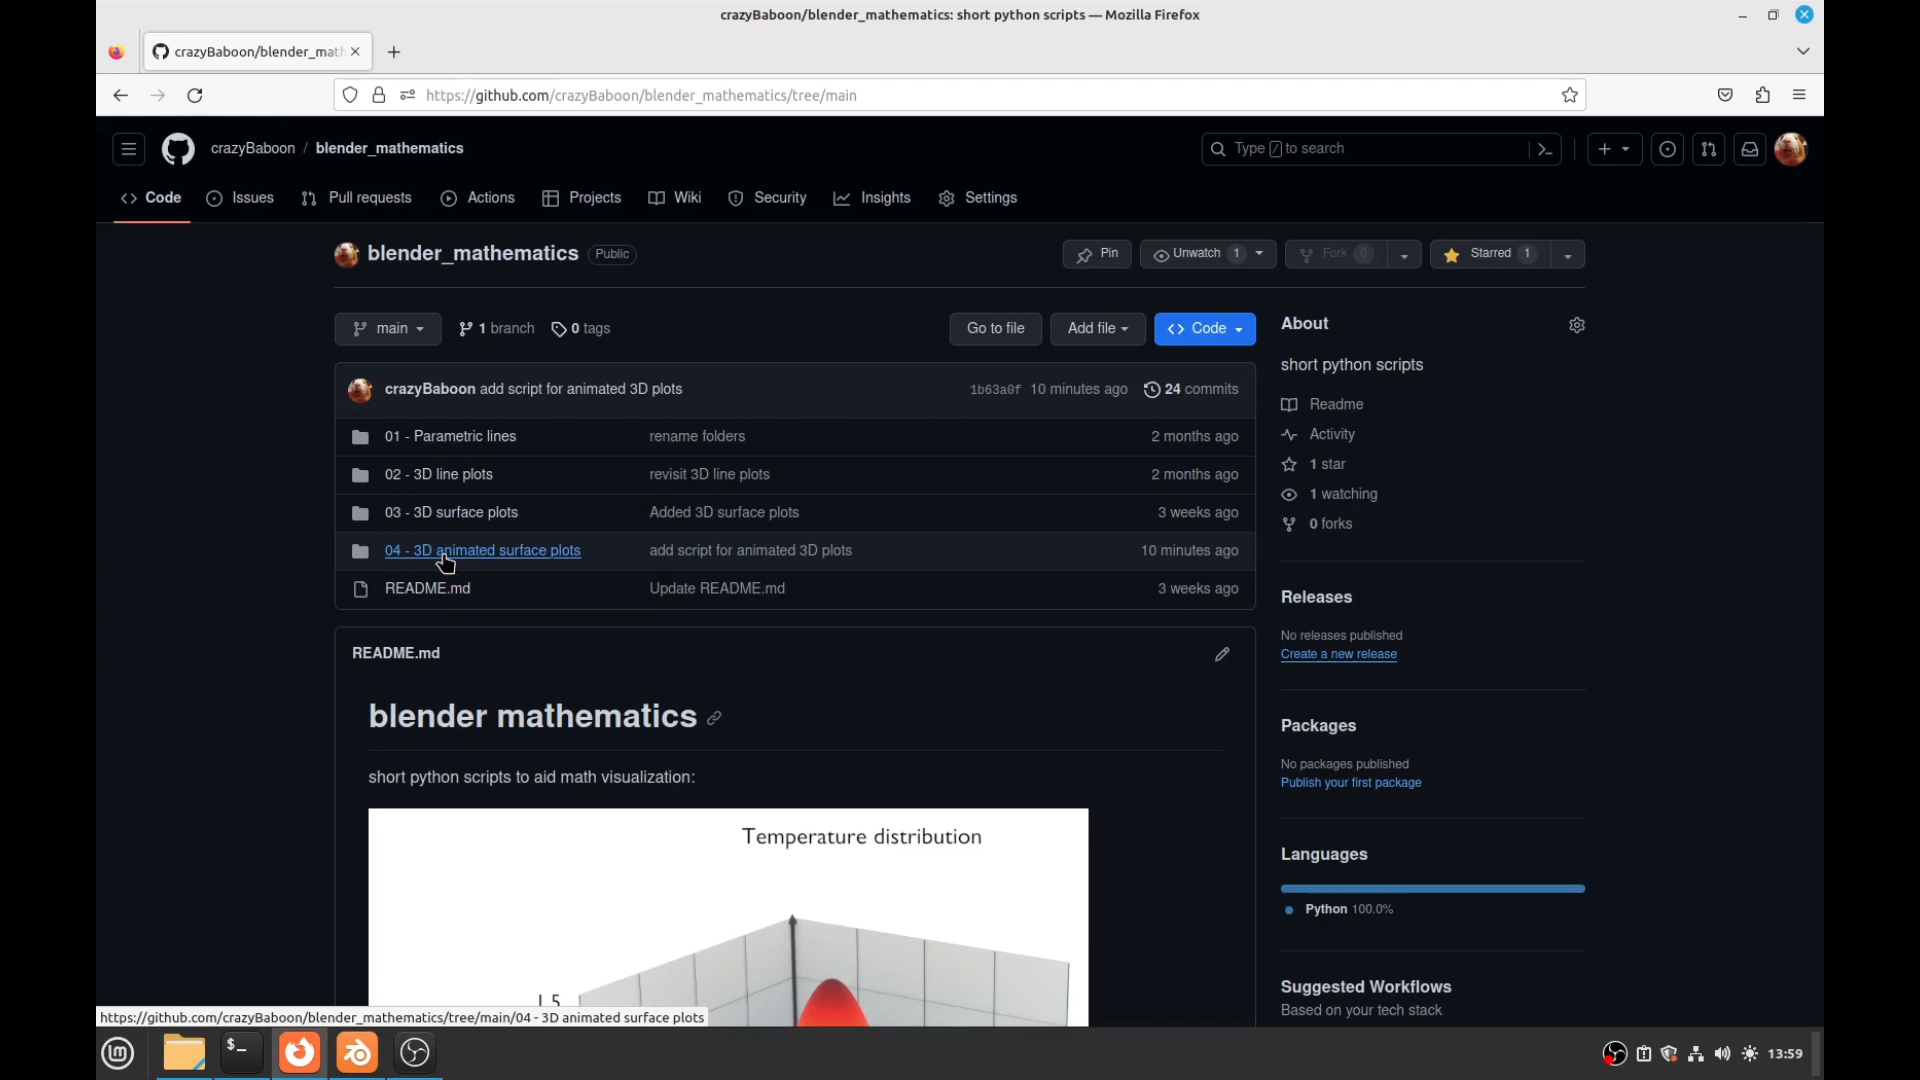 crazyBaboon/blender_mathematics: short python scripts — Mozilla Firefox
crazyBaboon/blender_math
https://github.com/crazyBaboon/blender_mathematics/tree/main
crazyBaboon / blender_mathematics
Type / to search
Code Issues Pull requests Actions Projects Wiki Security Insights Settings
blender_mathematics Public
Pin Unwatch 1 Fork 0 Starred 1
main 1 branch 0 tags Go to file Add file Code
crazyBaboon add script for animated 3D plots 1b63a0f 10 minutes ago 24 commits
01 - Parametric lines rename folders 2 months ago
02 - 3D line plots revisit 3D line plots 2 months ago
03 - 3D surface plots Added 3D surface plots 3 weeks ago
04 - 3D animated surface plots add script for animated 3D plots 10 minutes ago
README.md Update README.md 3 weeks ago
README.md
blender mathematics
short python scripts to aid math visualization:
Temperature distribution
1.5
About
short python scripts
Readme
Activity
1 star
1 watching
0 forks
Releases
No releases published
Create a new release
Packages
No packages published
Publish your first package
Languages
Python 100.0%
Suggested Workflows
Based on your tech stack
https://github.com/crazyBaboon/blender_mathematics/tree/main/04 - 3D animated surface plots
$_
13:59